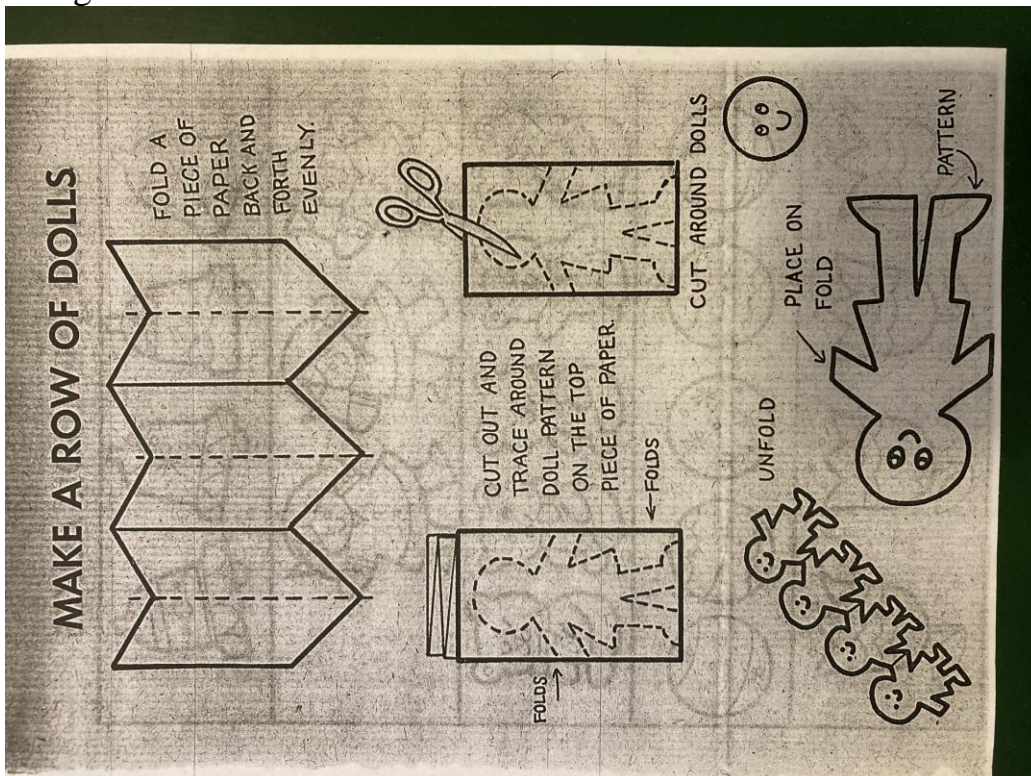 MAKE A ROW OF DOLLS
FOLD A
PIECE OF
PAPER
BACK AND
FORTH
EVENLY.
CUT OUT AND
TRACE AROUND
DOLL PATTERN
ON THE TOP
PIECE OF PAPER.
FOLDS
FOLDS
CUT AROUND DOLLS
UNFOLD
PLACE ON
FOLD
PATTERN